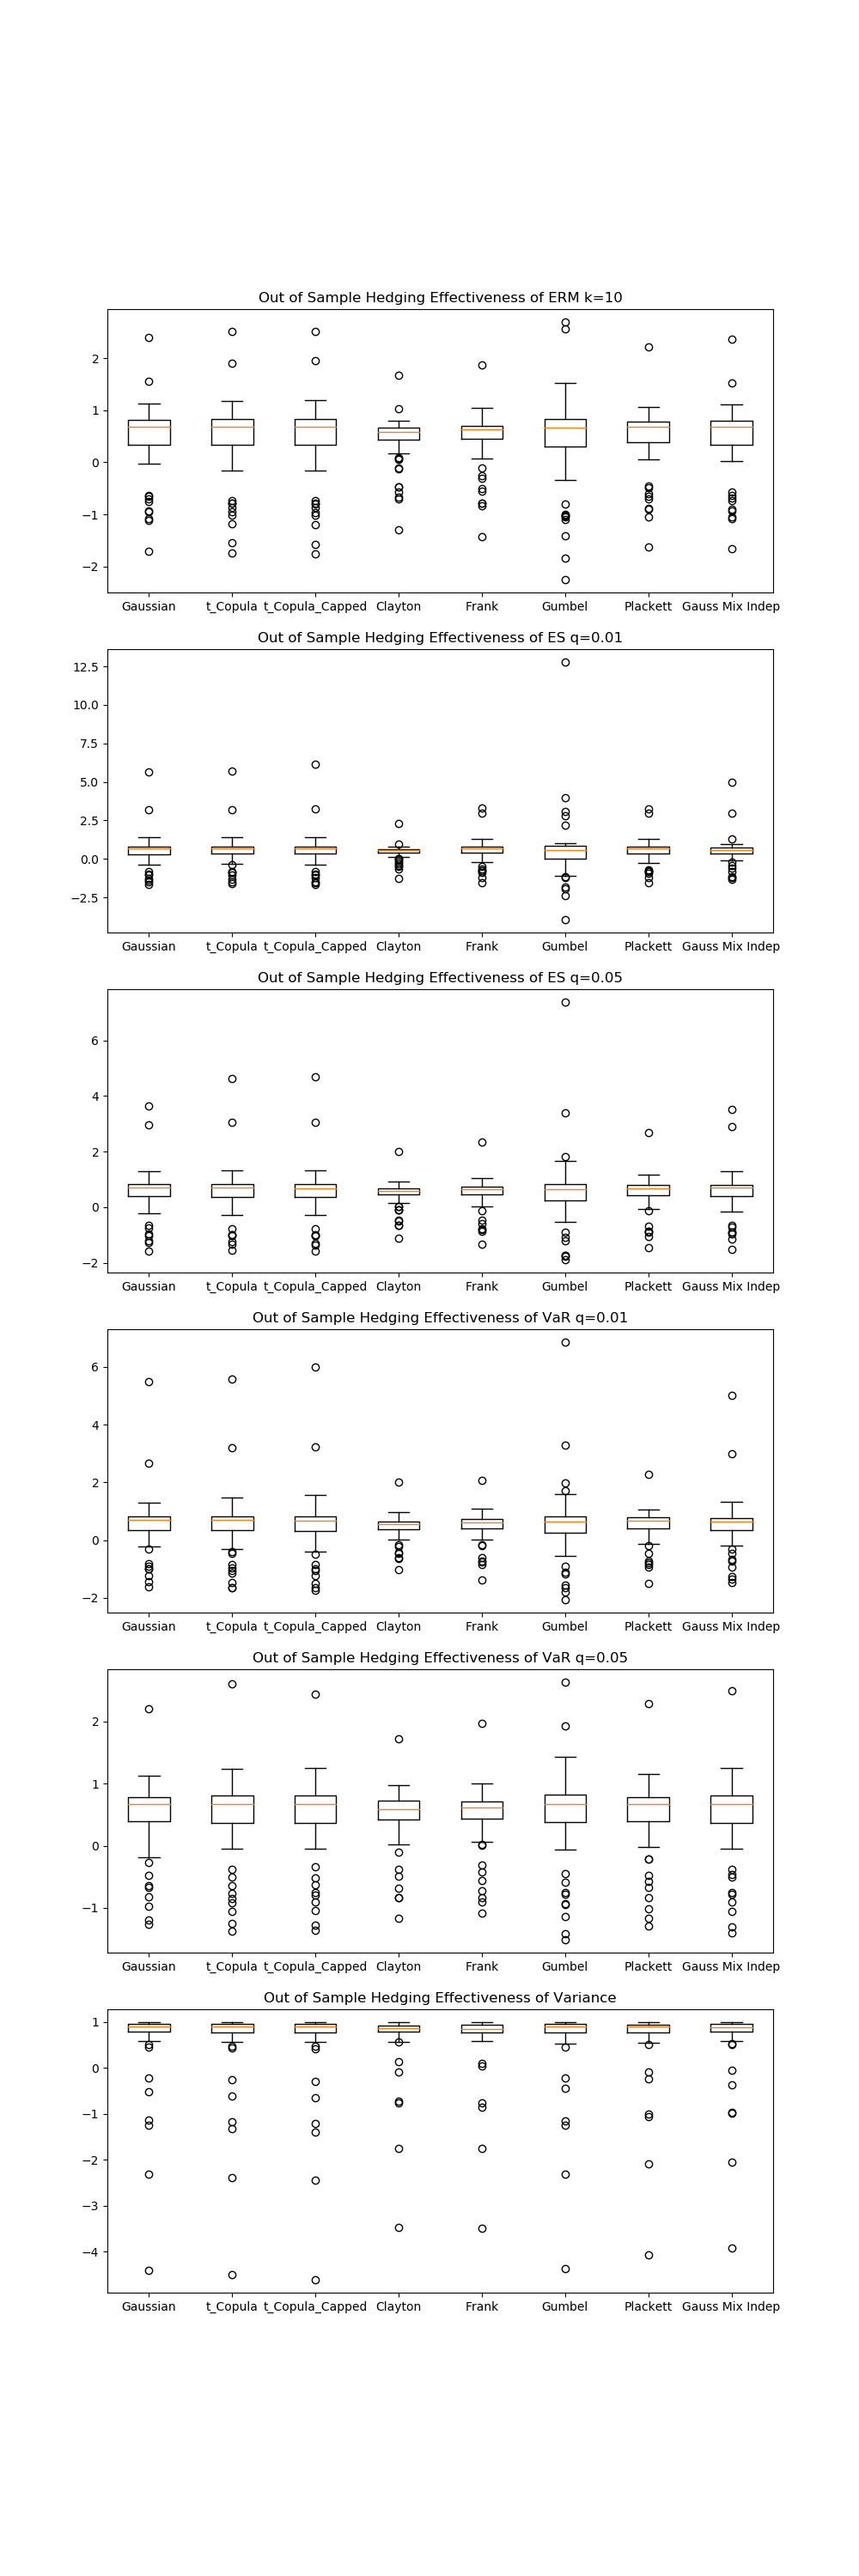 Out of Sample Hedging Effectiveness of ERM k=10
2
1
0
−1
−2
Gaussian t_Copula t_Copula_Capped Clayton Frank Gumbel Plackett Gauss Mix Indep
Out of Sample Hedging Effectiveness of ES q=0.01
12.5
10.0
7.5
5.0
2.5
0.0
−2.5
Gaussian t_Copula t_Copula_Capped Clayton Frank Gumbel Plackett Gauss Mix Indep
Out of Sample Hedging Effectiveness of ES q=0.05
6
4
2
0
−2
Gaussian t_Copula t_Copula_Capped Clayton Frank Gumbel Plackett Gauss Mix Indep
Out of Sample Hedging Effectiveness of VaR q=0.01
6
4
2
0
−2
Gaussian t_Copula t_Copula_Capped Clayton Frank Gumbel Plackett Gauss Mix Indep
Out of Sample Hedging Effectiveness of VaR q=0.05
2
1
0
−1
Gaussian t_Copula t_Copula_Capped Clayton Frank Gumbel Plackett Gauss Mix Indep
Out of Sample Hedging Effectiveness of Variance
1
0
−1
−2
−3
−4
Gaussian t_Copula t_Copula_Capped Clayton Frank Gumbel Plackett Gauss Mix Indep